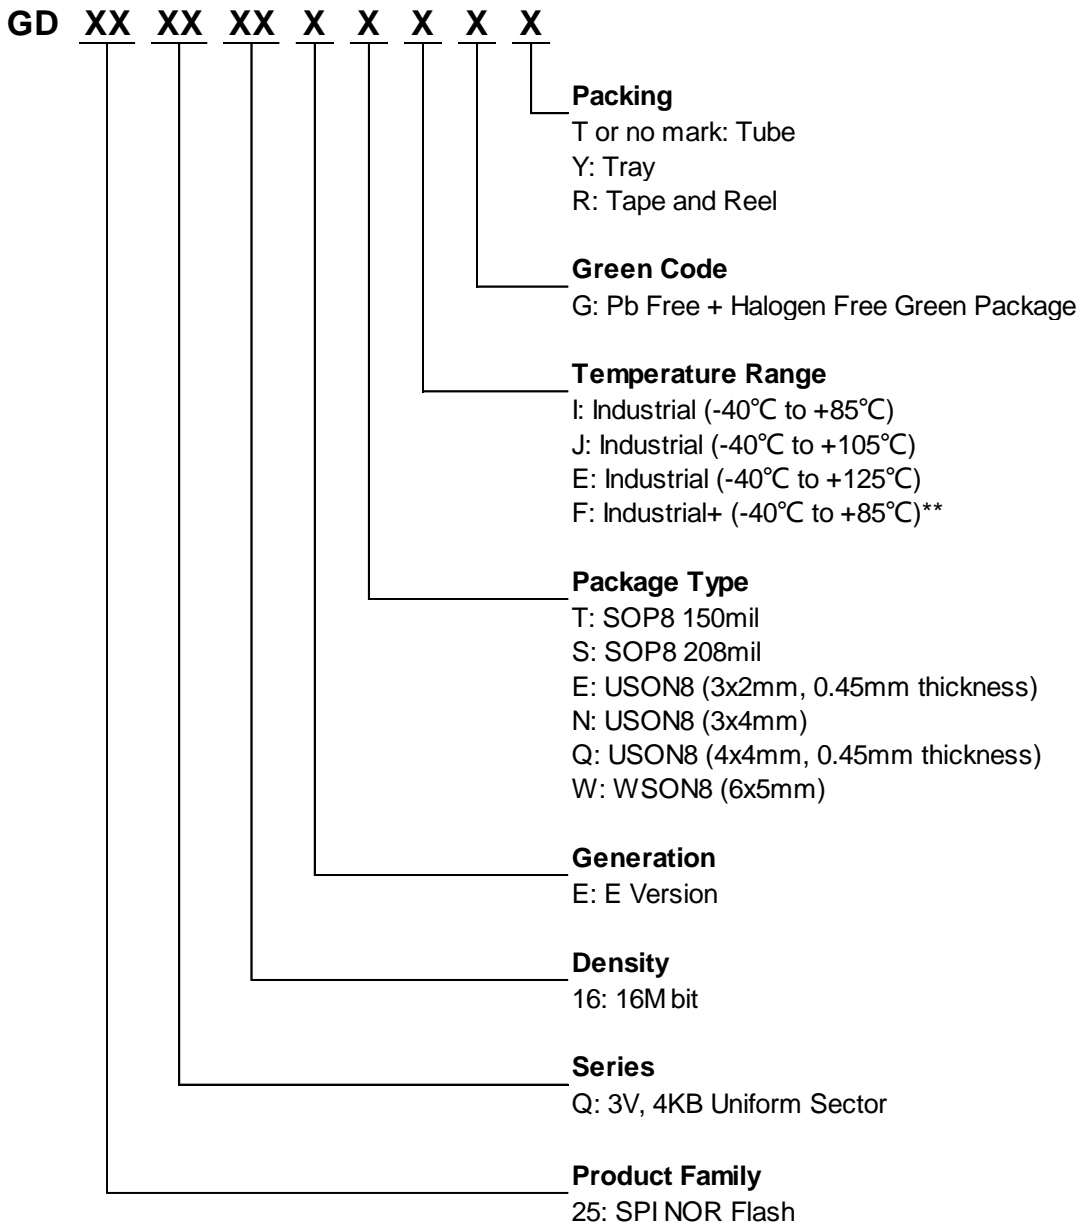 GD XX XX XX X X X X X
Packing
T or no mark: Tube
Y: Tray
R: Tape and Reel
Green Code
G: Pb Free + Halogen Free Green Package
Temperature Range
I: Industrial (-40℃ to +85℃)
J: Industrial (-40℃ to +105℃)
E: Industrial (-40℃ to +125℃)
F: Industrial+ (-40℃ to +85℃)**
Package Type
T: SOP8 150mil
S: SOP8 208mil
E: USON8 (3x2mm, 0.45mm thickness)
N: USON8 (3x4mm)
Q: USON8 (4x4mm, 0.45mm thickness)
W: WSON8 (6x5mm)
Generation
E: E Version
Density
16: 16M bit
Series
Q: 3V, 4KB Uniform Sector
Product Family
25: SPI NOR Flash